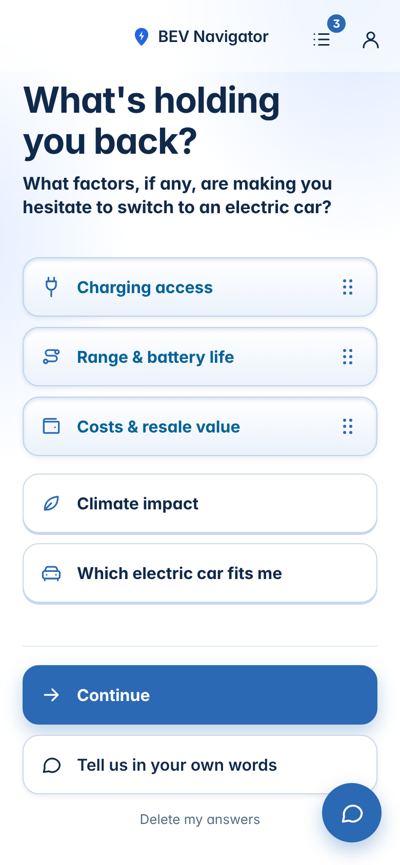 BEV Navigator
3
What's holding
you back?
What factors, if any, are making you
hesitate to switch to an electric car?
Charging access
Range & battery life
Costs & resale value
Climate impact
Which electric car fits me
Continue
Tell us in your own words
Delete my answers